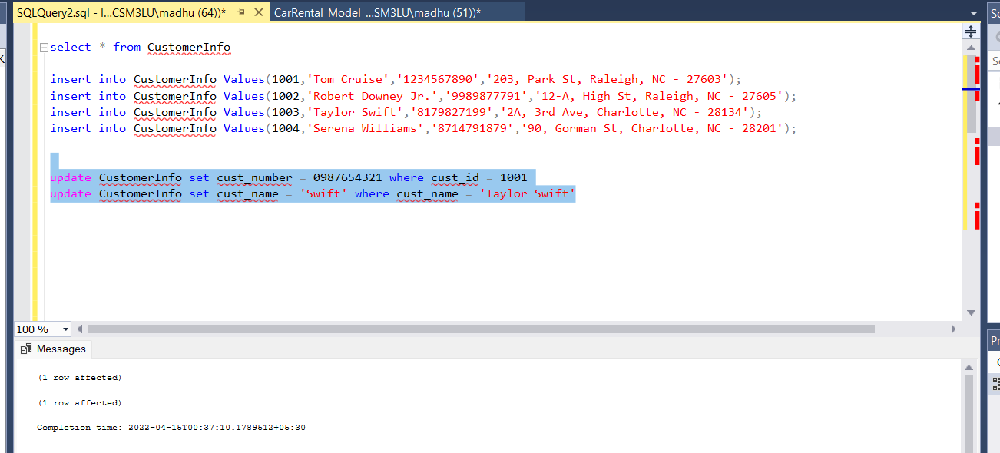 SQLQuery2.sql - l...CSM3LU\madhu (64))*
CarRental_Model_...SM3LU\madhu (51))*
select * from CustomerInfo
insert into CustomerInfo Values(1001,'Tom Cruise','1234567890','203, Park St, Raleigh, NC - 27603');
insert into CustomerInfo Values(1002,'Robert Downey Jr.','9989877791','12-A, High St, Raleigh, NC - 27605');
insert into CustomerInfo Values(1003,'Taylor Swift','8179827199','2A, 3rd Ave, Charlotte, NC - 28134');
insert into CustomerInfo Values(1004,'Serena Williams','8714791879','90, Gorman St, Charlotte, NC - 28201');
update CustomerInfo set cust_number = 0987654321 where cust_id = 1001
update CustomerInfo set cust_name = 'Swift' where cust_name = 'Taylor Swift'
100 %
Messages
(1 row affected)
(1 row affected)
Completion time: 2022-04-15T00:37:10.1789512+05:30